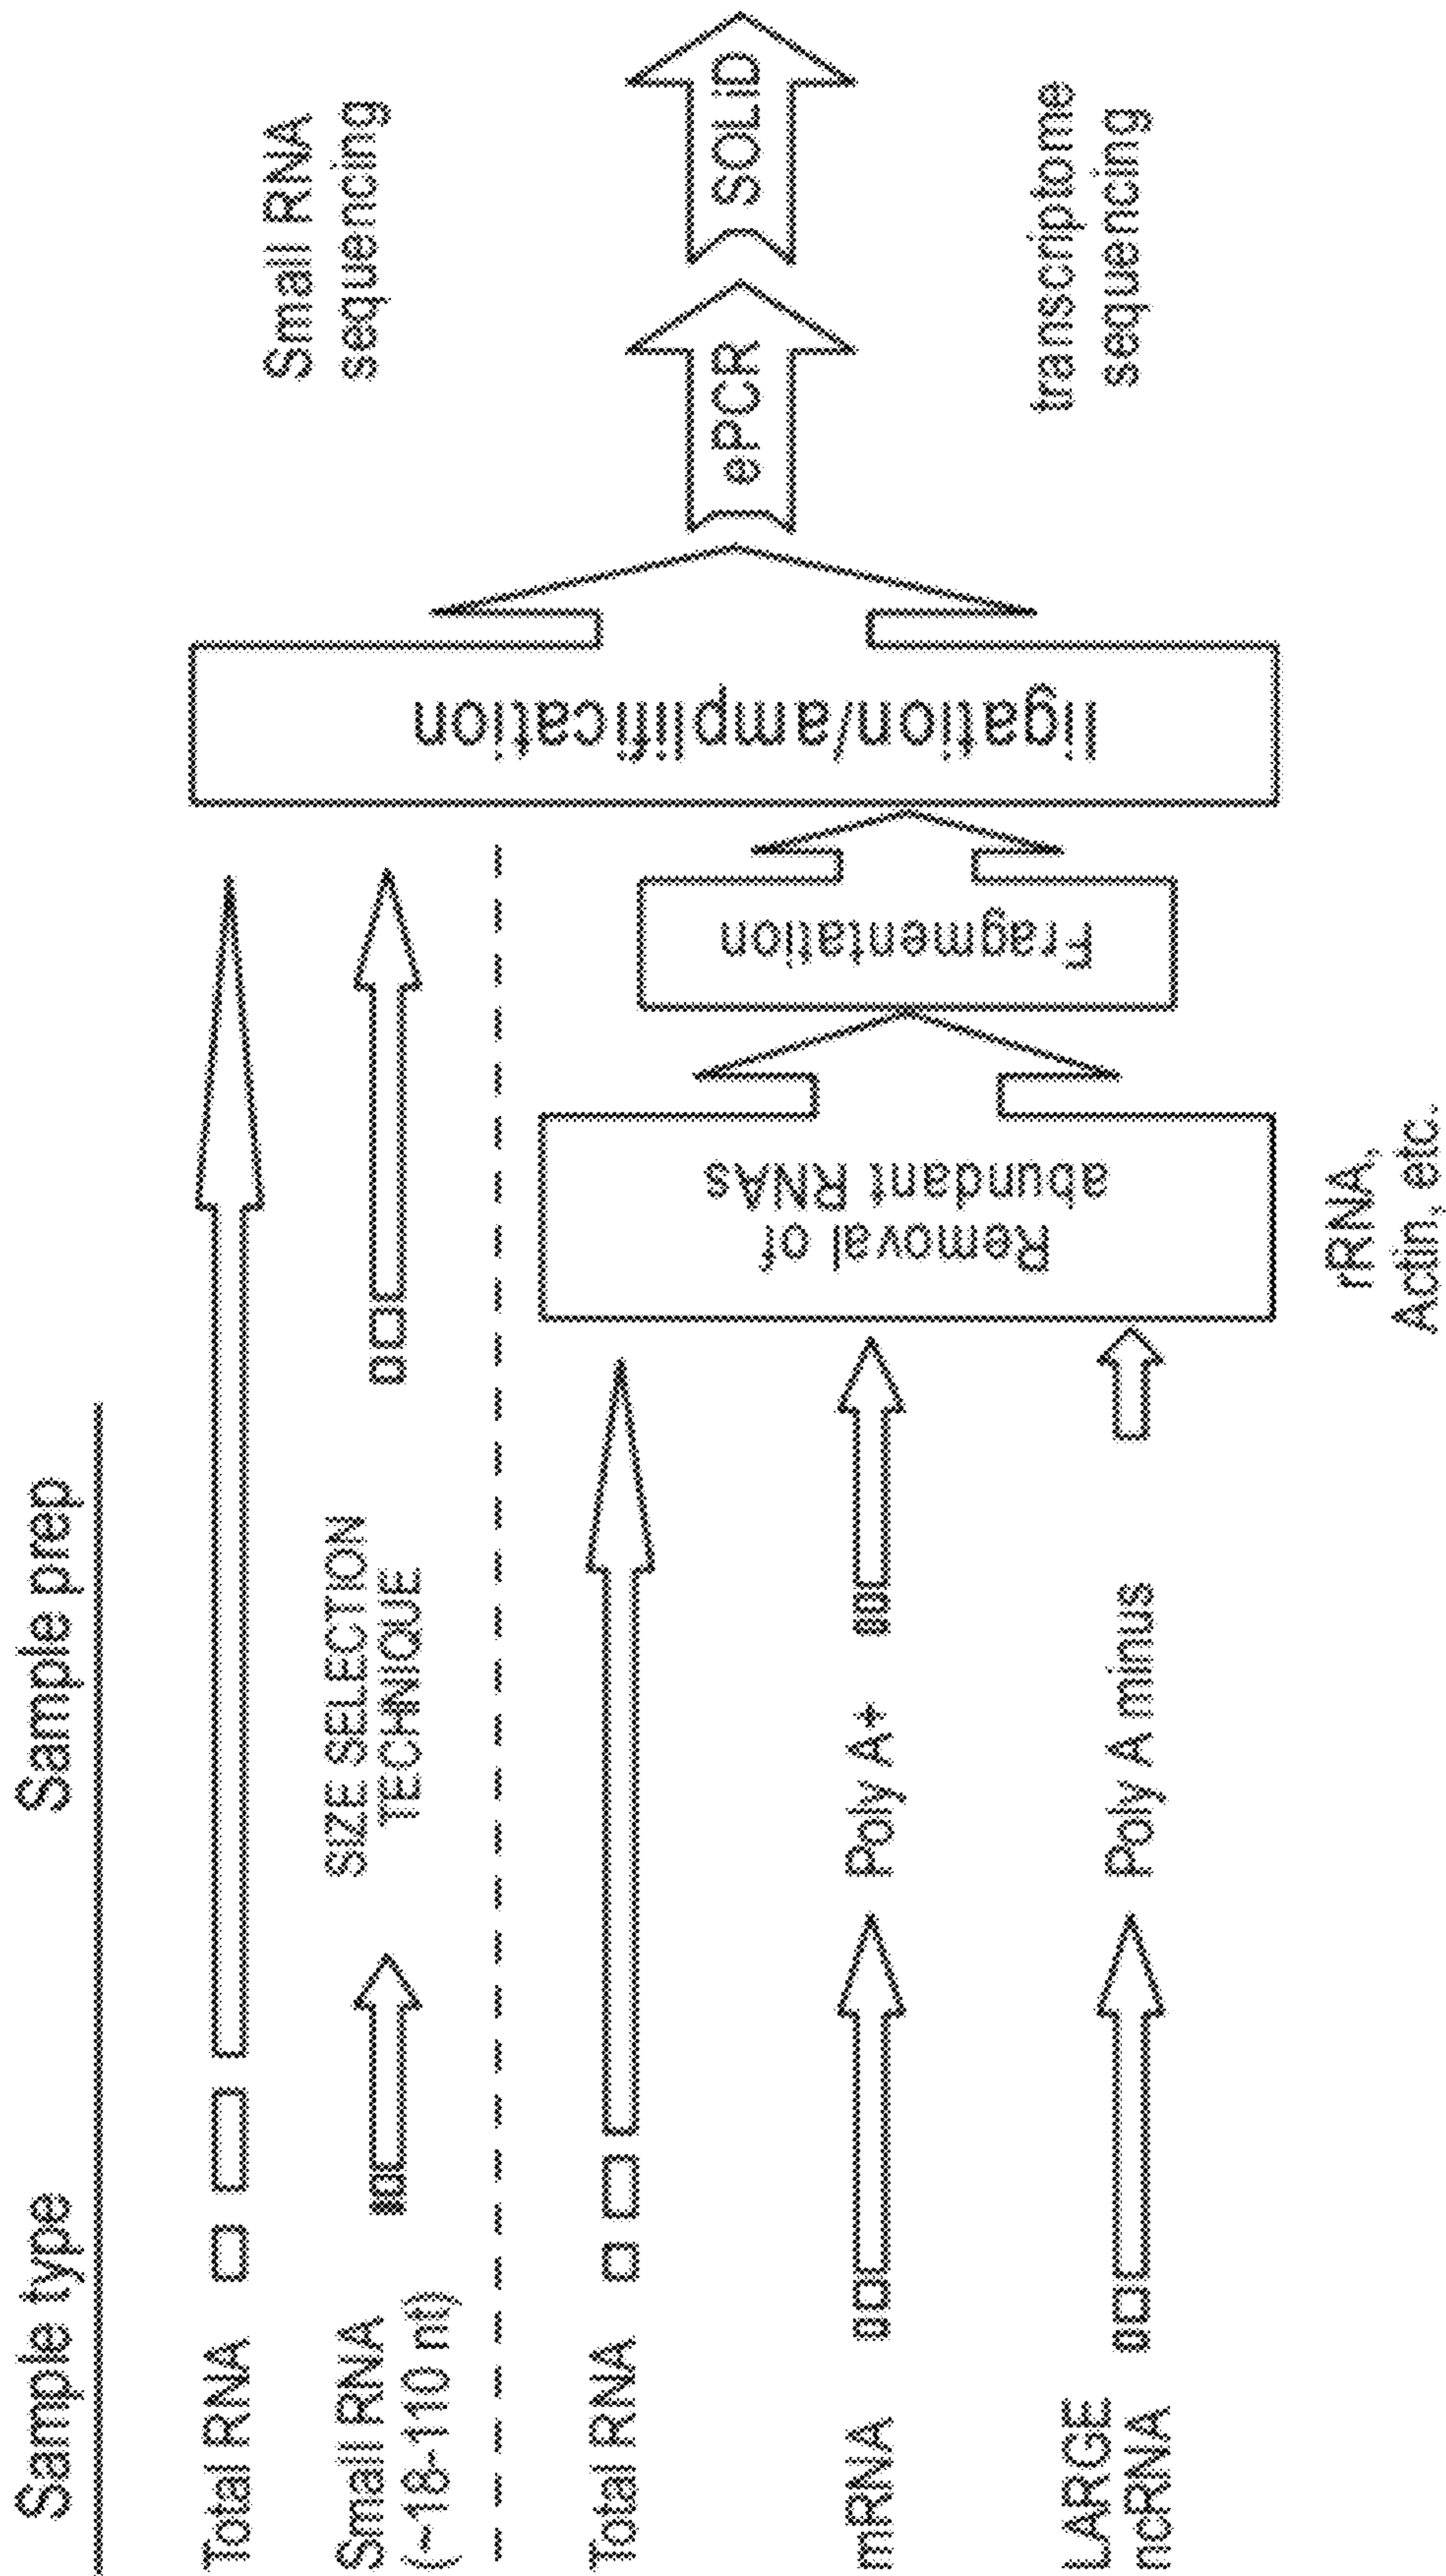 Sample type
Sample prep
Total RNA
Small RNA
(~18-110 nt)
SIZE SELECTION
TECHNIQUE
Small RNA
sequencing
Total RNA
mRNA
Poly A+
LARGE
ncRNA
Poly A minus
Removal of
abundant RNAs
rRNA,
Actin, etc.
Fragmentation
ligation/amplification
ePCR
SOLiD
transcriptome
sequencing